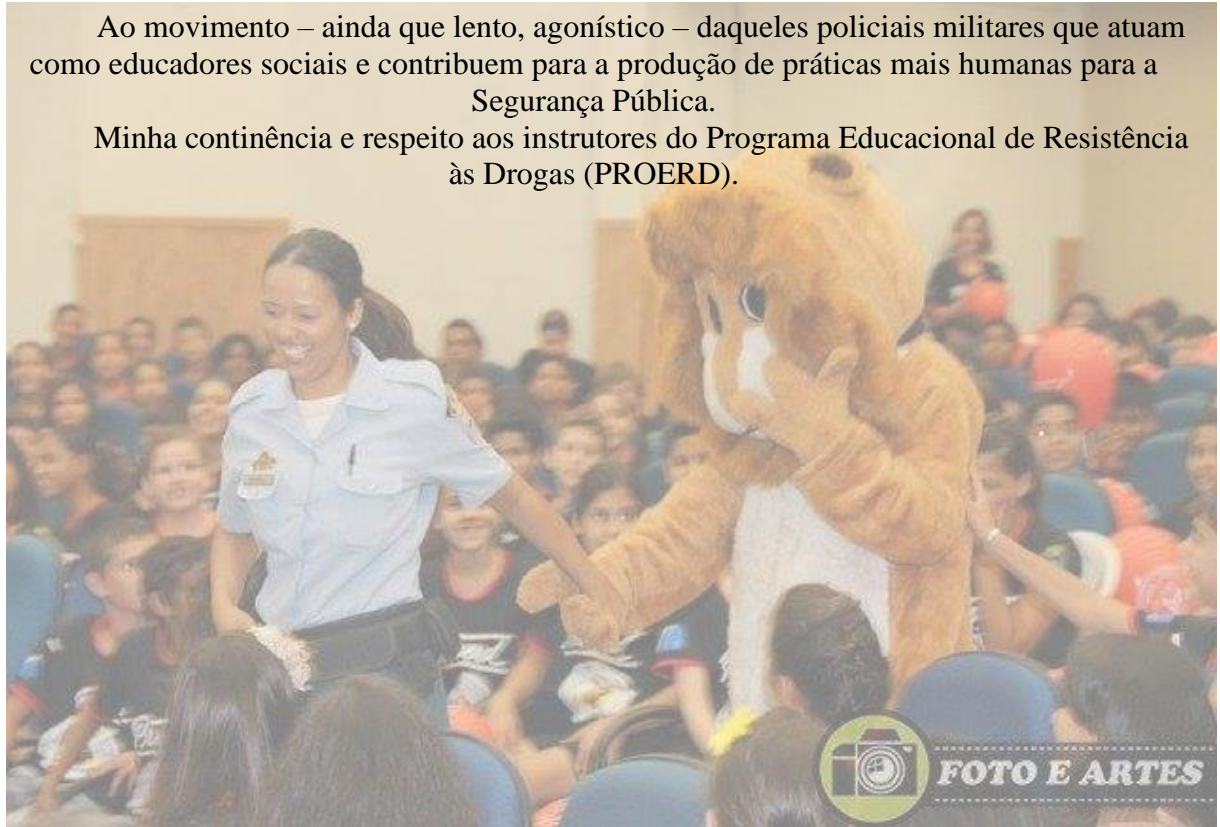 Ao movimento – ainda que lento, agonístico – daqueles policiais militares que atuam
como educadores sociais e contribuem para a produção de práticas mais humanas para a
Segurança Pública.
Minha continência e respeito aos instrutores do Programa Educacional de Resistência
às Drogas (PROERD).
FOTO E ARTES